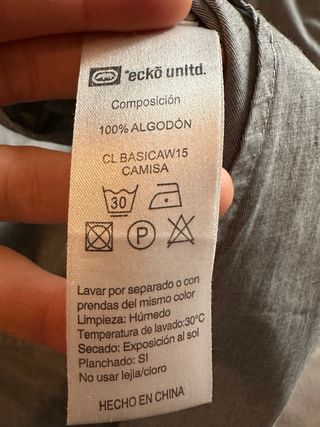 *eckō unltd.
Composición
100% ALGODÓN
CL BASICAW15
CAMISA
30
P
Lavar por separado o con
prendas del mismo color
Limpieza: Húmedo
Temperatura de lavado:30°C
Secado: Exposición al sol
Planchado: SI
No usar lejia/cloro
HECHO EN CHINA